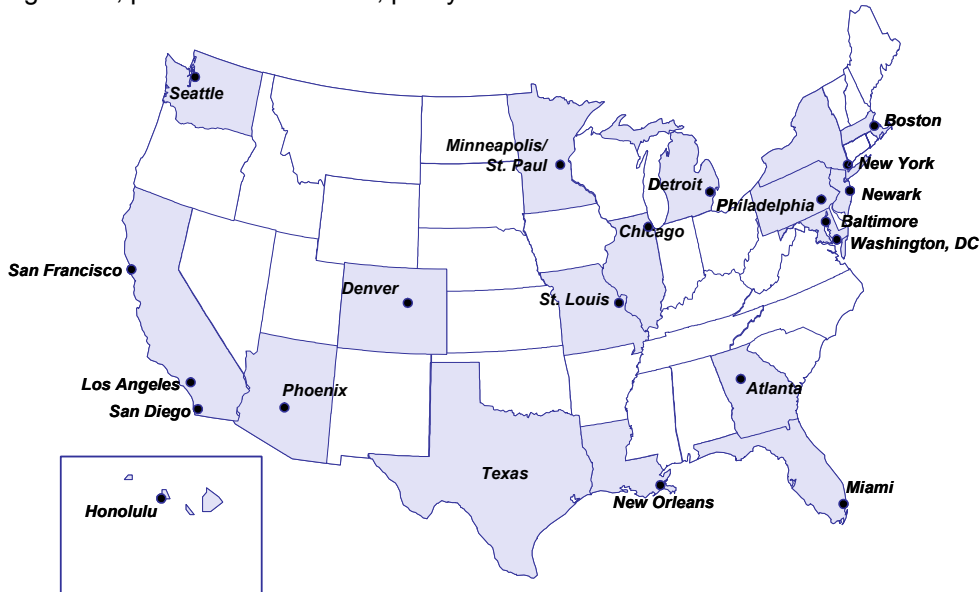 Seattle
Boston
Minneapolis/
St. Paul
New York
Detroit
Newark
Philadelphia
Baltimore
Chicago
Washington, DC
San Francisco
Denver
St. Louis
Los Angeles
Phoenix
Atlanta
San Diego
Texas
Miami
New Orleans
Honolulu